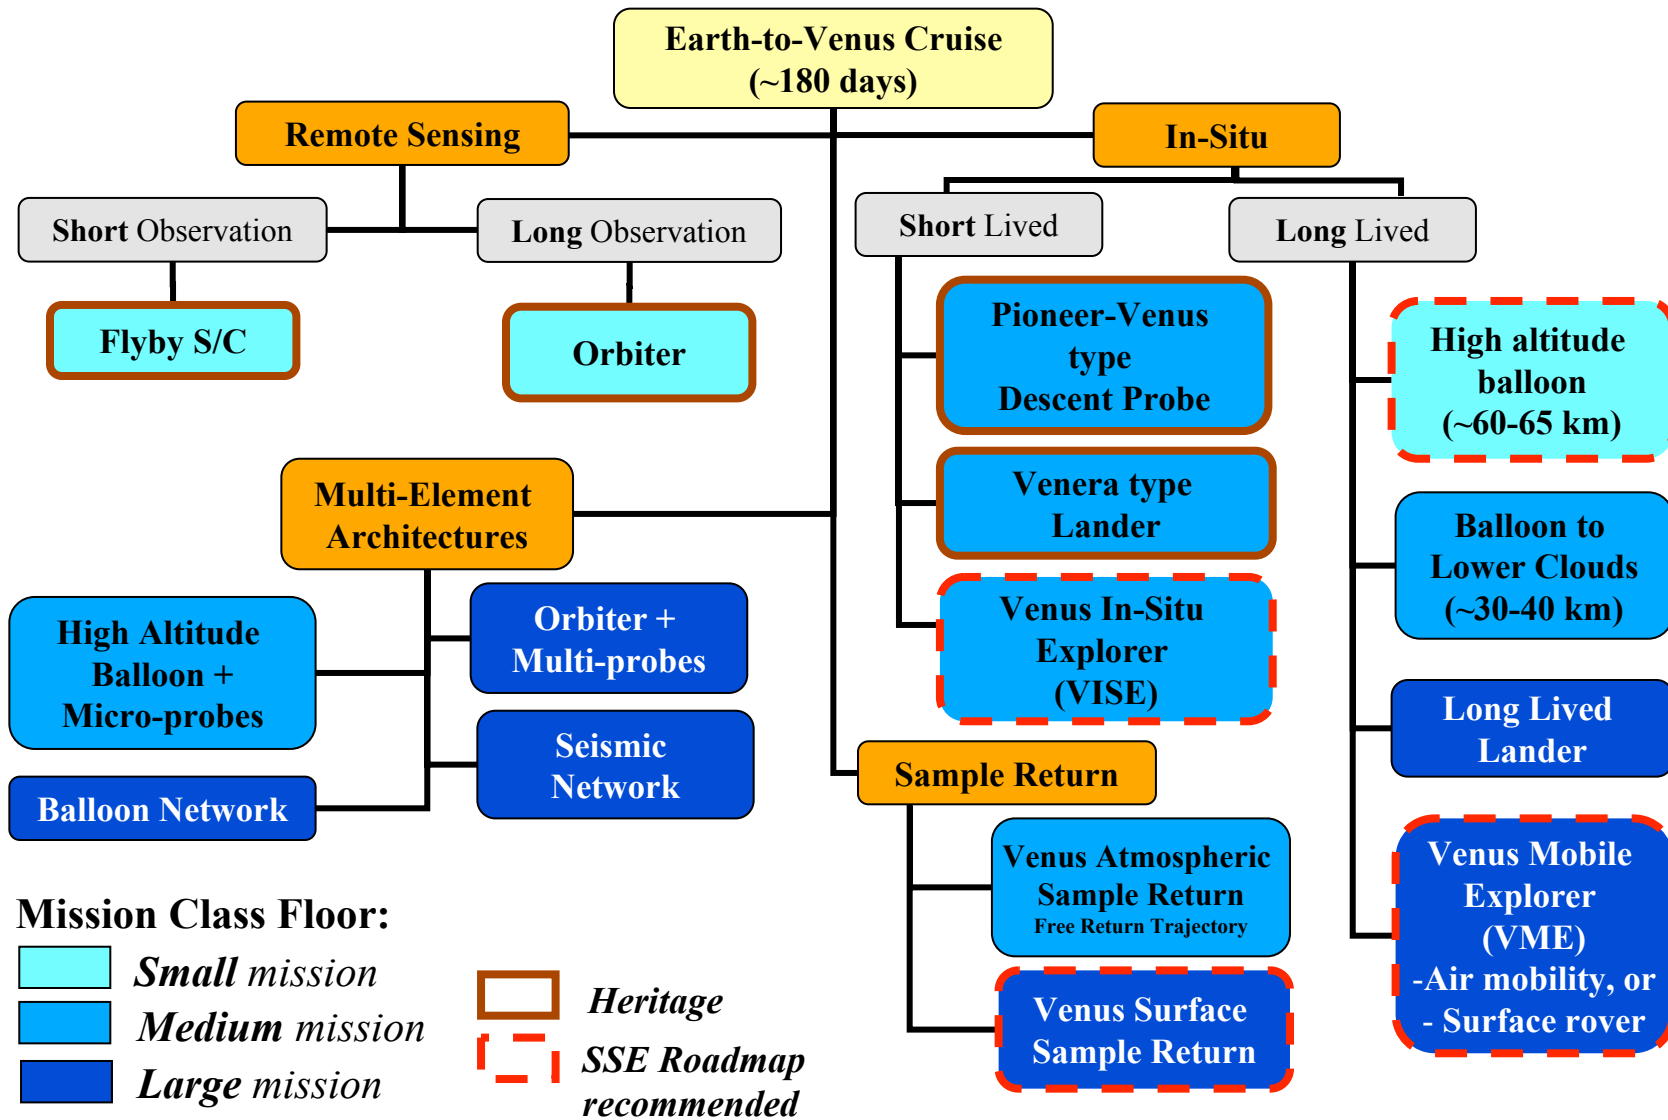 Earth-to-Venus Cruise
(~180 days)
Remote Sensing
In-Situ
Short Observation
Long Observation
Short Lived
Long Lived
Flyby S/C
Orbiter
Pioneer-Venus
type
Descent Probe
High altitude
balloon
(~60-65 km)
Multi-Element
Architectures
Venera type
Lander
Balloon to
Lower Clouds
(~30-40 km)
High Altitude
Balloon +
Micro-probes
Orbiter +
Multi-probes
Venus In-Situ
Explorer
(VISE)
Long Lived
Lander
Seismic
Network
Balloon Network
Sample Return
Venus Atmospheric
Sample Return
Free Return Trajectory
Venus Mobile
Explorer
(VME)
-Air mobility, or
- Surface rover
Venus Surface
Sample Return
Mission Class Floor:
Small mission
Medium mission
Large mission
Heritage
SSE Roadmap
recommended